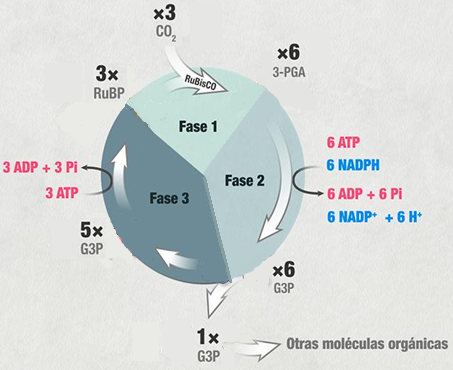 ×3
CO₂
×6
3-PGA
3×
RuBP
RuBisCO
Fase 1
6 ATP
6 NADPH
6 ADP + 6 Pi
6 NADP⁺ + 6 H⁺
Fase 2
3 ADP + 3 Pi
3 ATP
Fase 3
5×
G3P
×6
G3P
1×
G3P
Otras moléculas orgánicas